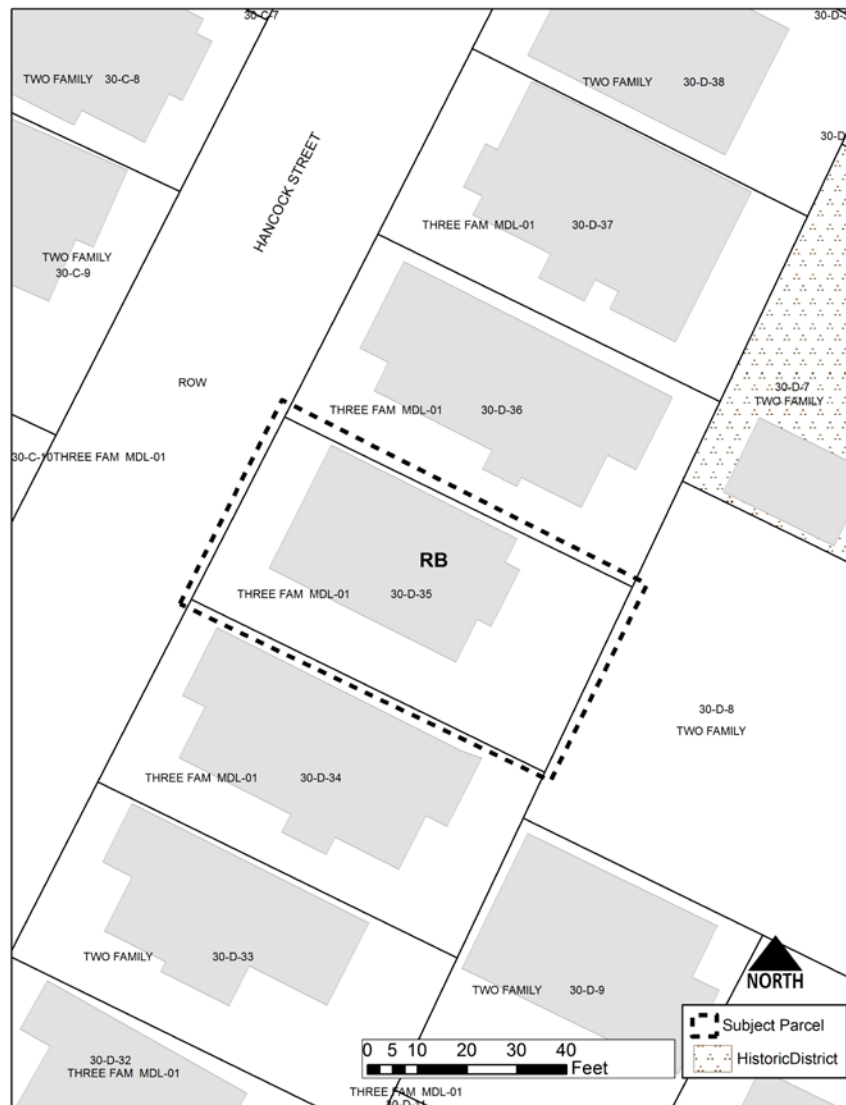 30-C-7
TWO FAMILY 30-C-8
TWO FAMILY 30-D-38
TWO FAMILY
30-C-9
HANCOCK STREET
THREE FAM MDL-01 30-D-37
ROW
THREE FAM MDL-01 30-D-36
30-D-7
TWO FAMILY
30-C-10THREE FAM MDL-01
RB
THREE FAM MDL-01 30-D-35
30-D-8
TWO FAMILY
THREE FAM MDL-01 30-D-34
TWO FAMILY 30-D-33
TWO FAMILY 30-D-9
NORTH
Subject Parcel
HistoricDistrict
0 5 10 20 30 40
Feet
30-D-32
THREE FAM MDL-01
THREE FAM MDL-01